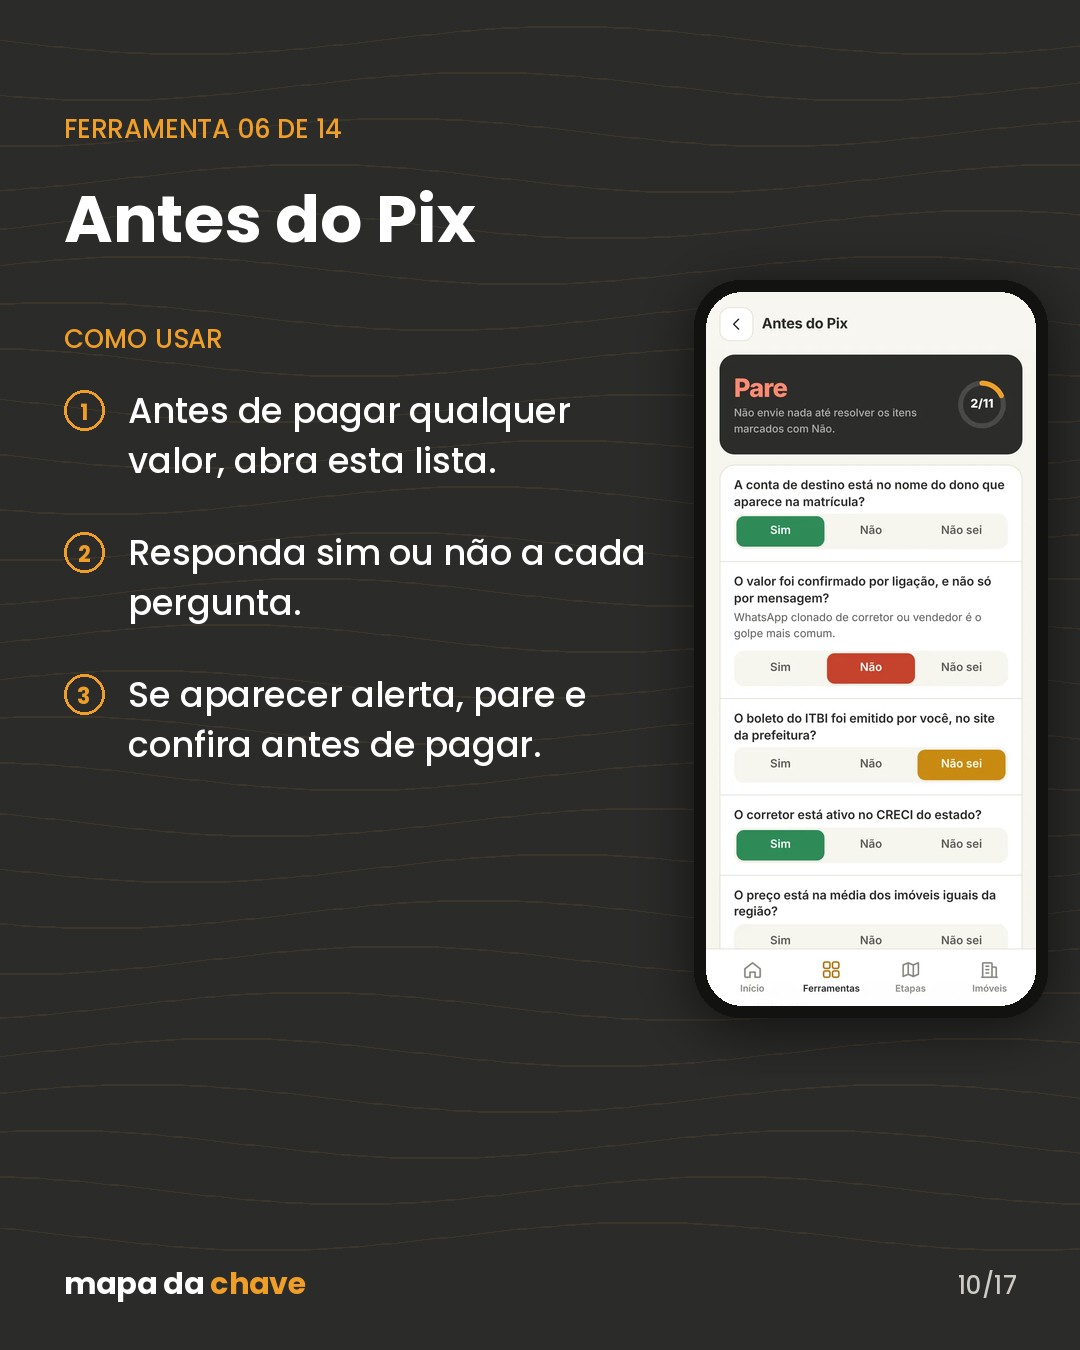 FERRAMENTA 06 DE 14
Antes do Pix
COMO USAR
1 Antes de pagar qualquer
valor, abra esta lista.
2 Responda sim ou não a cada
pergunta.
3 Se aparecer alerta, pare e
confira antes de pagar.
Antes do Pix
Pare
Não envie nada até resolver os itens
marcados com Não.
2/11
A conta de destino está no nome do dono que
aparece na matrícula?
Sim Não Não sei
O valor foi confirmado por ligação, e não só
por mensagem?
WhatsApp clonado de corretor ou vendedor é o
golpe mais comum.
Sim Não Não sei
O boleto do ITBI foi emitido por você, no site
da prefeitura?
Sim Não Não sei
O corretor está ativo no CRECI do estado?
Sim Não Não sei
O preço está na média dos imóveis iguais da
região?
Sim Não Não sei
Início Ferramentas Etapas Imóveis
mapa da chave
10/17